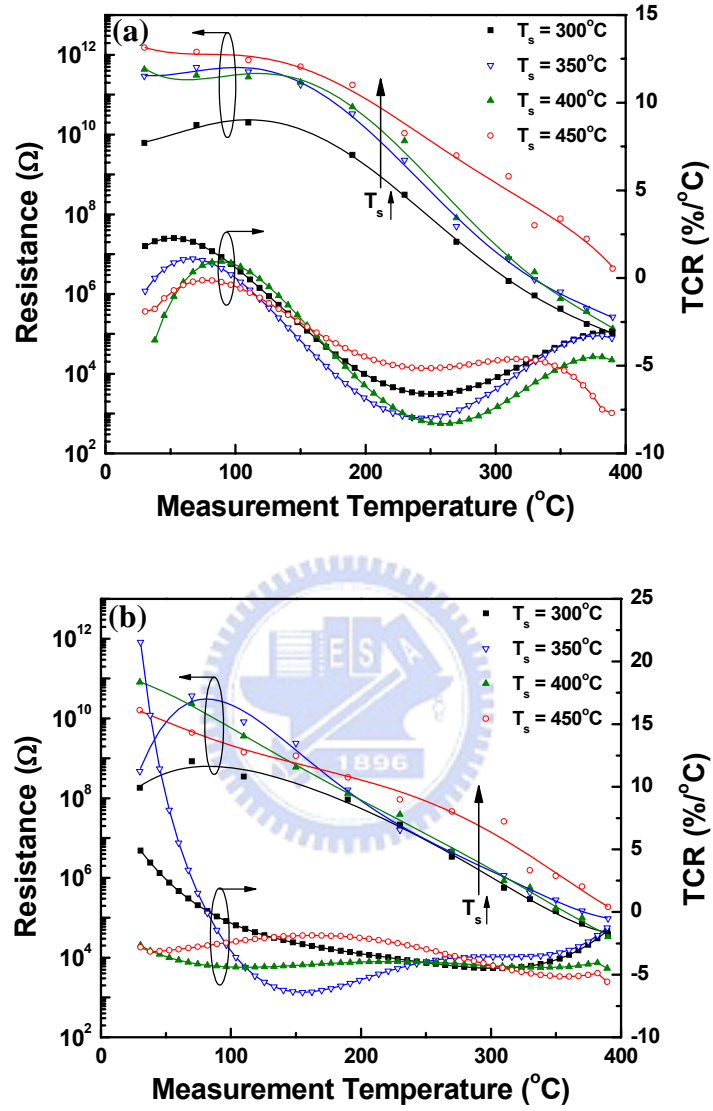 (a)
T_s = 300°C
T_s = 350°C
T_s = 400°C
T_s = 450°C
T_s
Resistance (Ω)
10^12
10^10
10^8
10^6
10^4
10^2
15
10
5
0
-5
-10
TCR (%/°C)
0 100 200 300 400
Measurement Temperature (°C)
(b)
T_s = 300°C
T_s = 350°C
T_s = 400°C
T_s = 450°C
E S A
1896
T_s
Resistance (Ω)
10^12
10^10
10^8
10^6
10^4
10^2
25
20
15
10
5
0
-5
-10
TCR (%/°C)
0 100 200 300 400
Measurement Temperature (°C)